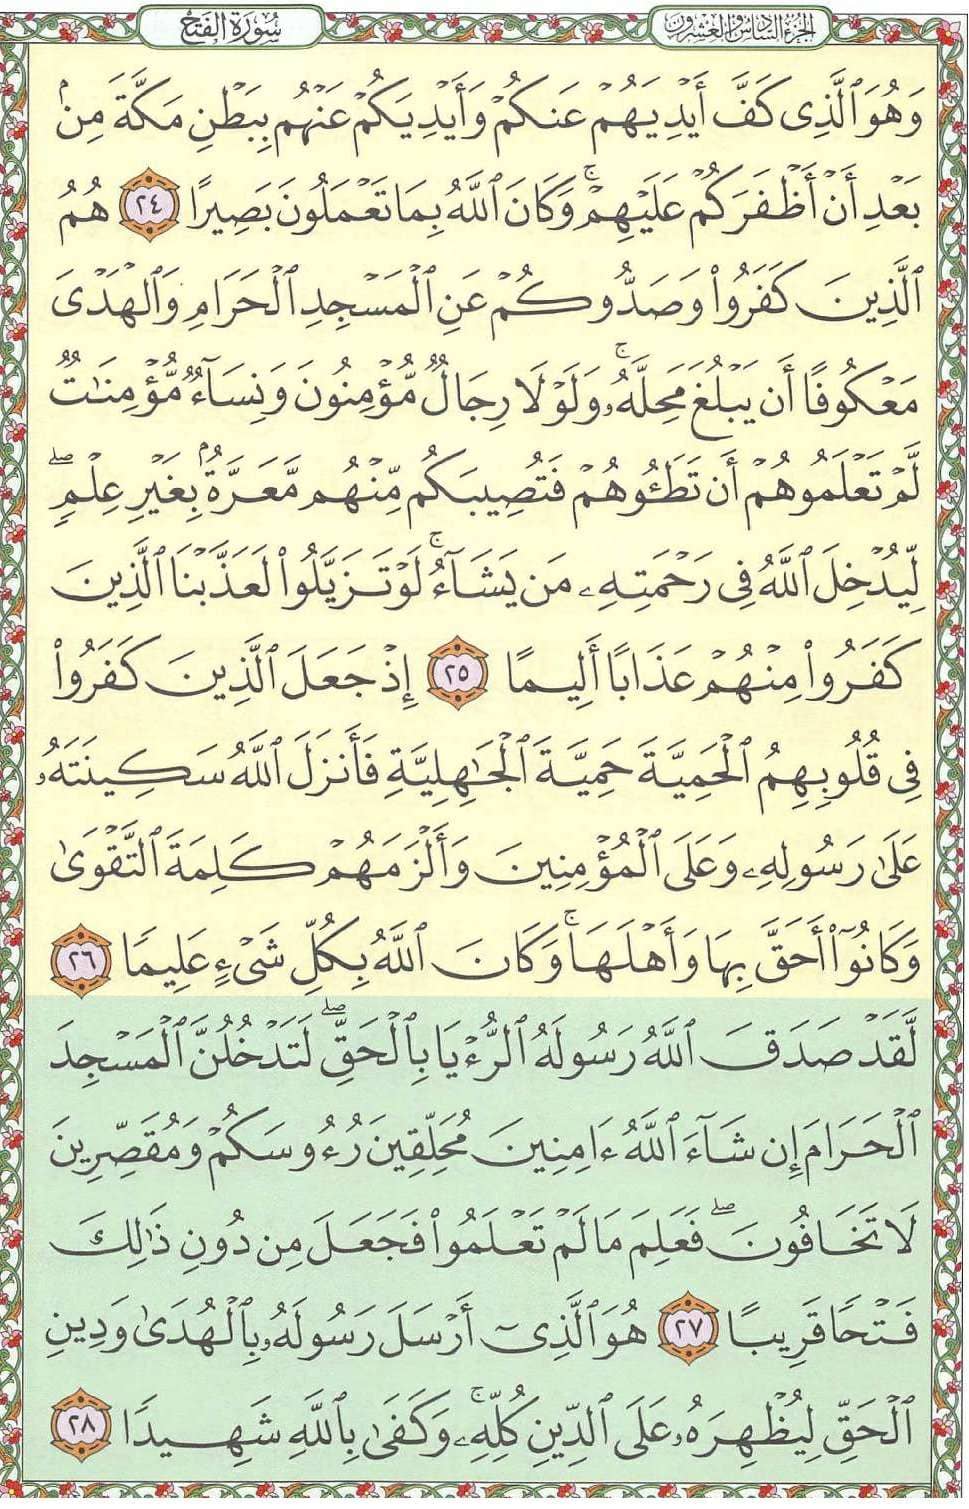 الجزء السادس والعشرون
سورة الفتح
وَهُوَ ٱلَّذِى كَفَّ أَيْدِيَهُمْ عَنكُمْ وَأَيْدِيَكُمْ عَنْهُم بِبَطْنِ مَكَّةَ مِنۢ
بَعْدِ أَنْ أَظْفَرَكُمْ عَلَيْهِمْ ۚ وَكَانَ ٱللَّهُ بِمَا تَعْمَلُونَ بَصِيرًا ٢٤ هُمُ
ٱلَّذِينَ كَفَرُوا۟ وَصَدُّوكُمْ عَنِ ٱلْمَسْجِدِ ٱلْحَرَامِ وَٱلْهَدْىَ
مَعْكُوفًا أَن يَبْلُغَ مَحِلَّهُۥ ۚ وَلَوْلَا رِجَالٌ مُّؤْمِنُونَ وَنِسَآءٌ مُّؤْمِنَـٰتٌ
لَّمْ تَعْلَمُوهُمْ أَن تَطَـُٔوهُمْ فَتُصِيبَكُم مِّنْهُم مَّعَرَّةٌۢ بِغَيْرِ عِلْمٍ ۖ
لِّيُدْخِلَ ٱللَّهُ فِى رَحْمَتِهِۦ مَن يَشَآءُ ۚ لَوْ تَزَيَّلُوا۟ لَعَذَّبْنَا ٱلَّذِينَ
كَفَرُوا۟ مِنْهُمْ عَذَابًا أَلِيمًا ٢٥ إِذْ جَعَلَ ٱلَّذِينَ كَفَرُوا۟
فِى قُلُوبِهِمُ ٱلْحَمِيَّةَ حَمِيَّةَ ٱلْجَـٰهِلِيَّةِ فَأَنزَلَ ٱللَّهُ سَكِينَتَهُۥ
عَلَىٰ رَسُولِهِۦ وَعَلَى ٱلْمُؤْمِنِينَ وَأَلْزَمَهُمْ كَلِمَةَ ٱلتَّقْوَىٰ
وَكَانُوٓا۟ أَحَقَّ بِهَا وَأَهْلَهَا ۚ وَكَانَ ٱللَّهُ بِكُلِّ شَىْءٍ عَلِيمًا ٢٦
لَّقَدْ صَدَقَ ٱللَّهُ رَسُولَهُ ٱلرُّءْيَا بِٱلْحَقِّ ۖ لَتَدْخُلُنَّ ٱلْمَسْجِدَ
ٱلْحَرَامَ إِن شَآءَ ٱللَّهُ ءَامِنِينَ مُحَلِّقِينَ رُءُوسَكُمْ وَمُقَصِّرِينَ
لَا تَخَافُونَ ۖ فَعَلِمَ مَا لَمْ تَعْلَمُوا۟ فَجَعَلَ مِن دُونِ ذَٰلِكَ
فَتْحًا قَرِيبًا ٢٧ هُوَ ٱلَّذِىٓ أَرْسَلَ رَسُولَهُۥ بِٱلْهُدَىٰ وَدِينِ
ٱلْحَقِّ لِيُظْهِرَهُۥ عَلَى ٱلدِّينِ كُلِّهِۦ ۚ وَكَفَىٰ بِٱللَّهِ شَهِيدًا ٢٨